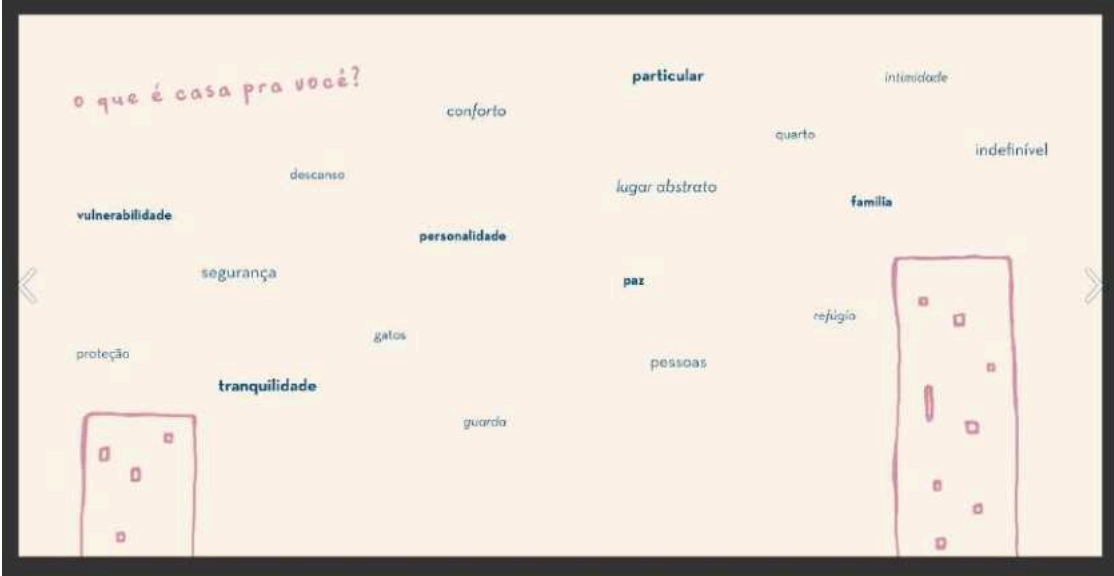 o que é casa pra você?
conforto
descanso
vulnerabilidade
personalidade
segurança
gatos
proteção
tranquilidade
guarda
particular
intimidade
quarto
indefinível
lugar abstrato
família
paz
refúgio
pessoas